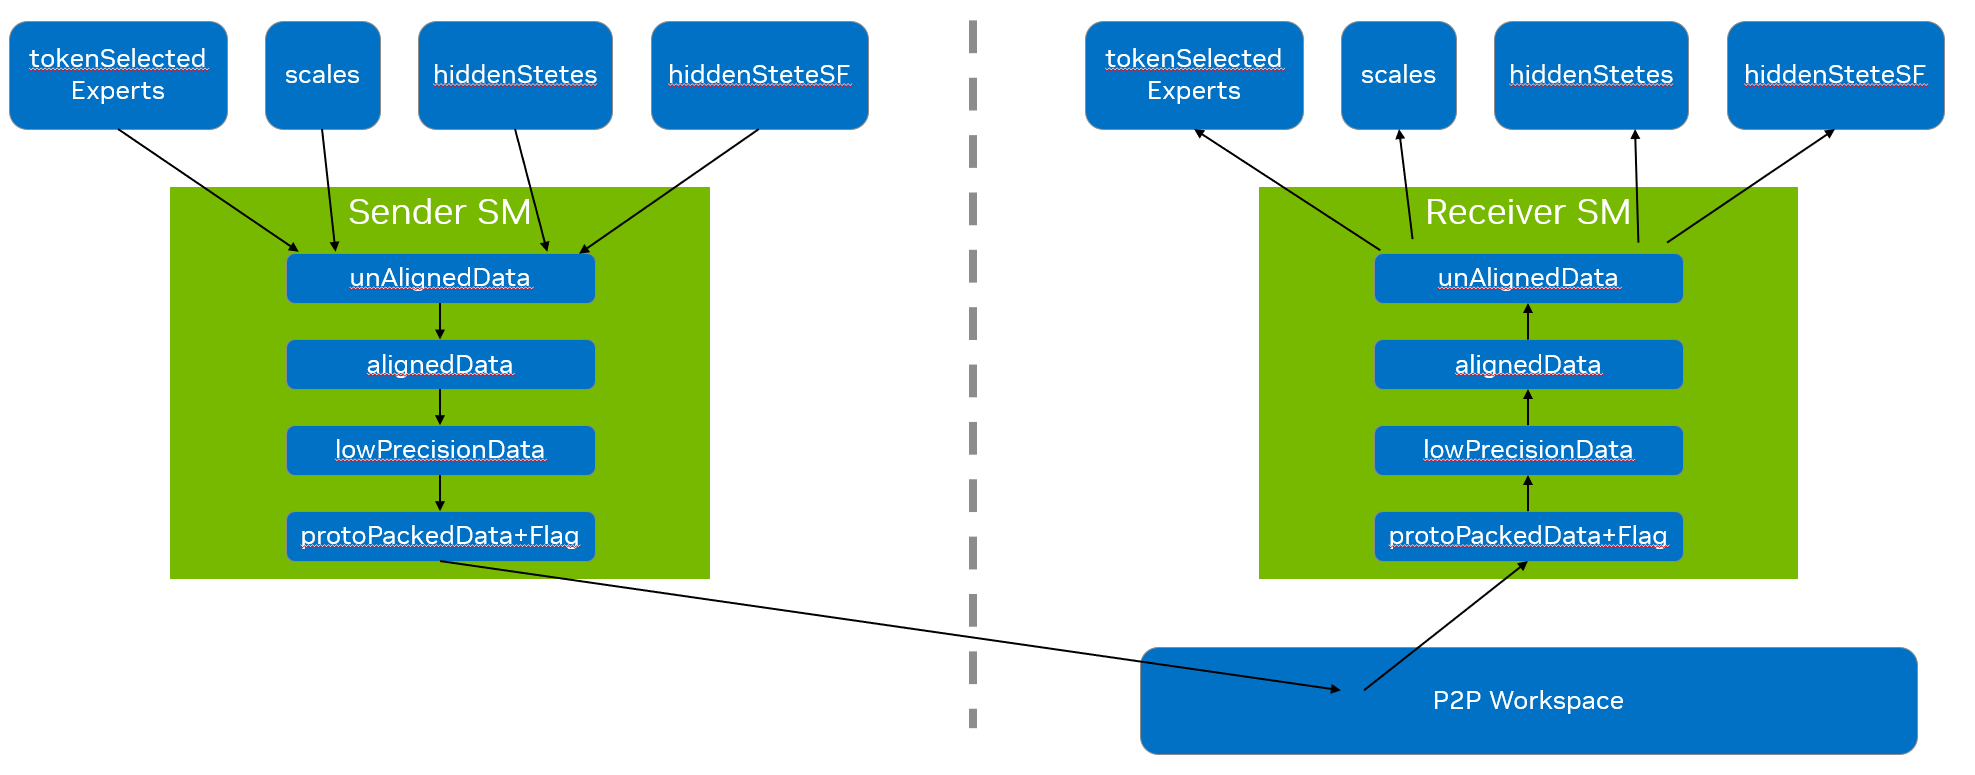 tokenSelected
Experts
scales
hiddenStetes
hiddenSteteSF
Sender SM
unAlignedData
alignedData
lowPrecisionData
protoPackedData+Flag
tokenSelected
Experts
scales
hiddenStetes
hiddenSteteSF
Receiver SM
unAlignedData
alignedData
lowPrecisionData
protoPackedData+Flag
P2P Workspace